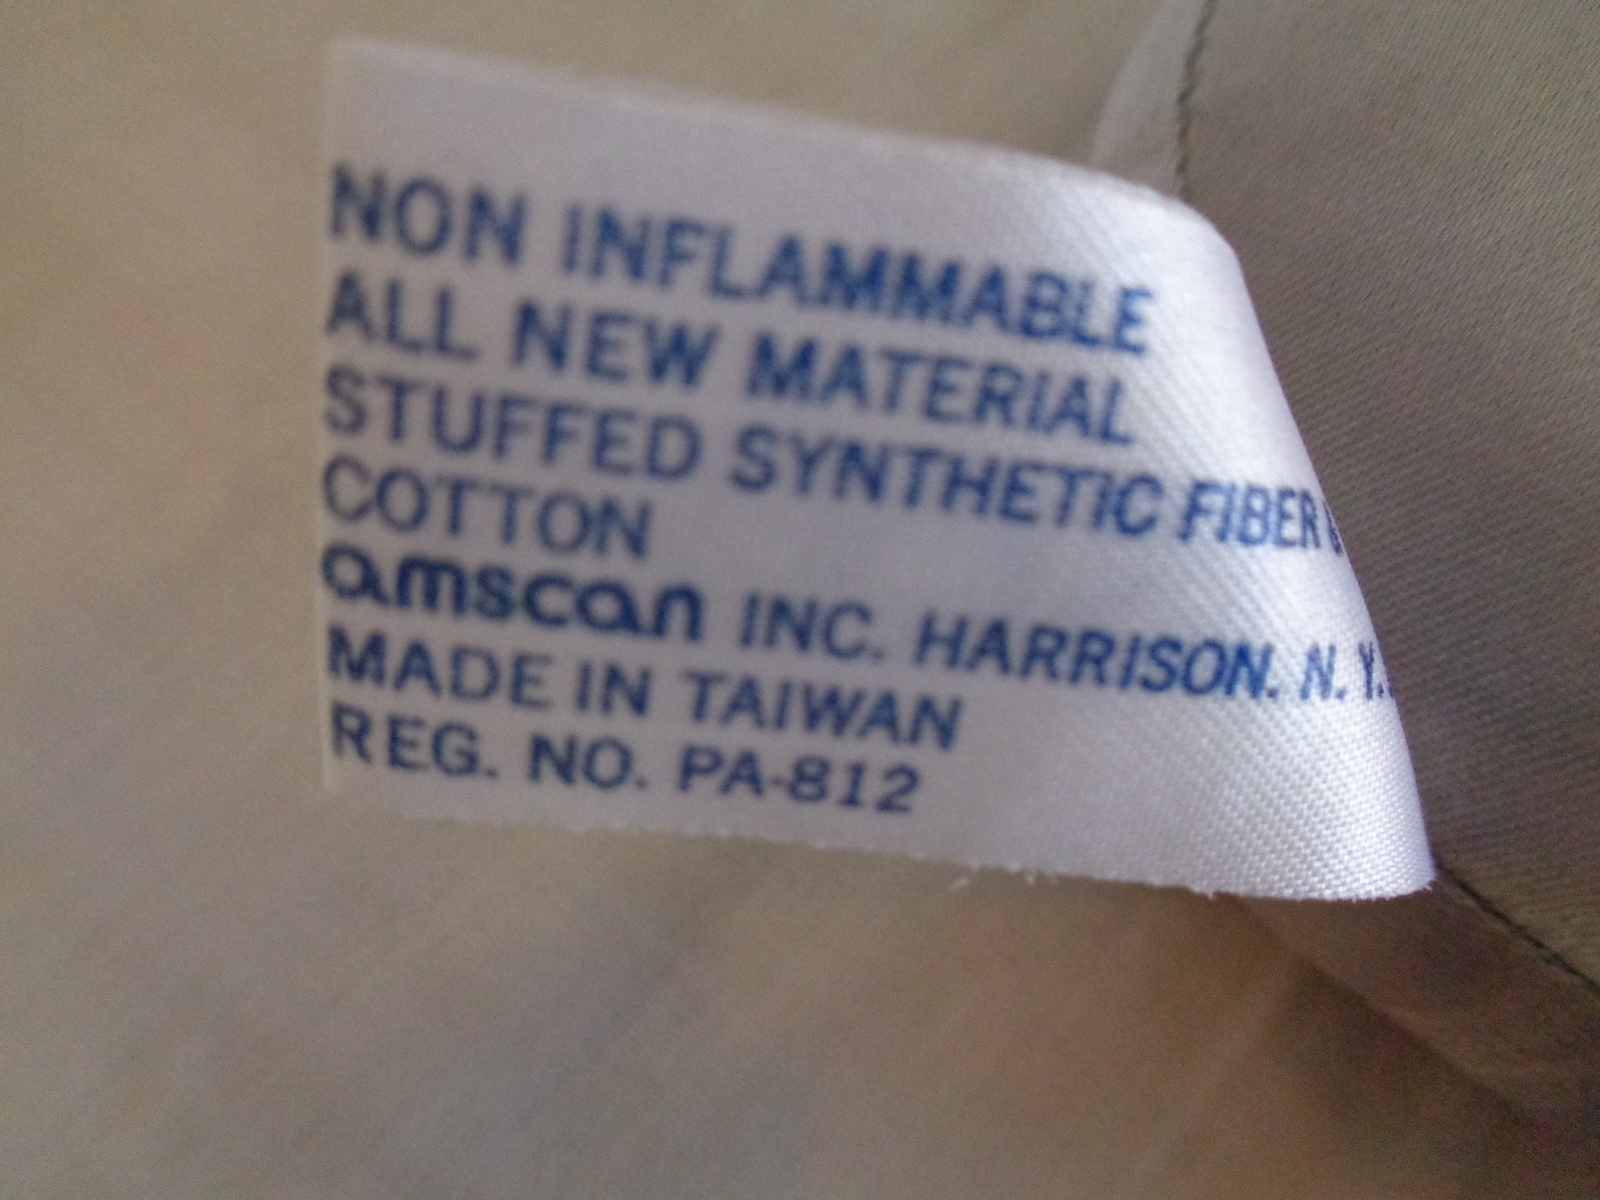 NON INFLAMMABLE
ALL NEW MATERIAL
STUFFED SYNTHETIC FIBER &
COTTON
amscan INC. HARRISON. N. Y.
MADE IN TAIWAN
REG. NO. PA-812